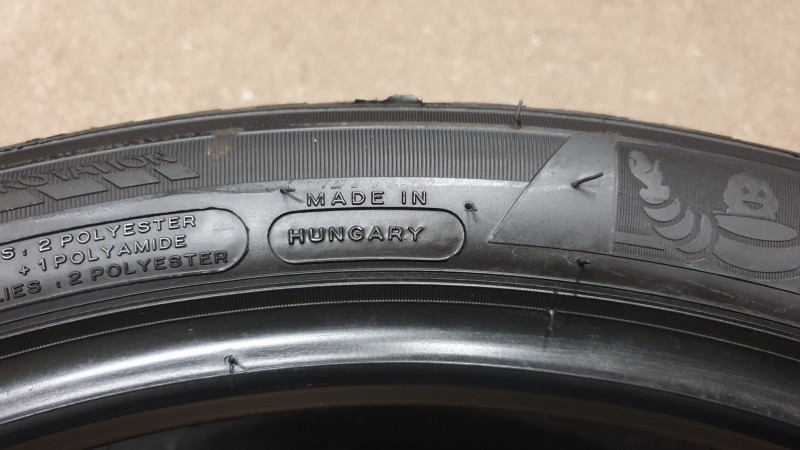 ROTATION
MADE IN
HUNGARY
S : 2 POLYESTER
+ 1 POLYAMIDE
LIES : 2 POLYESTER